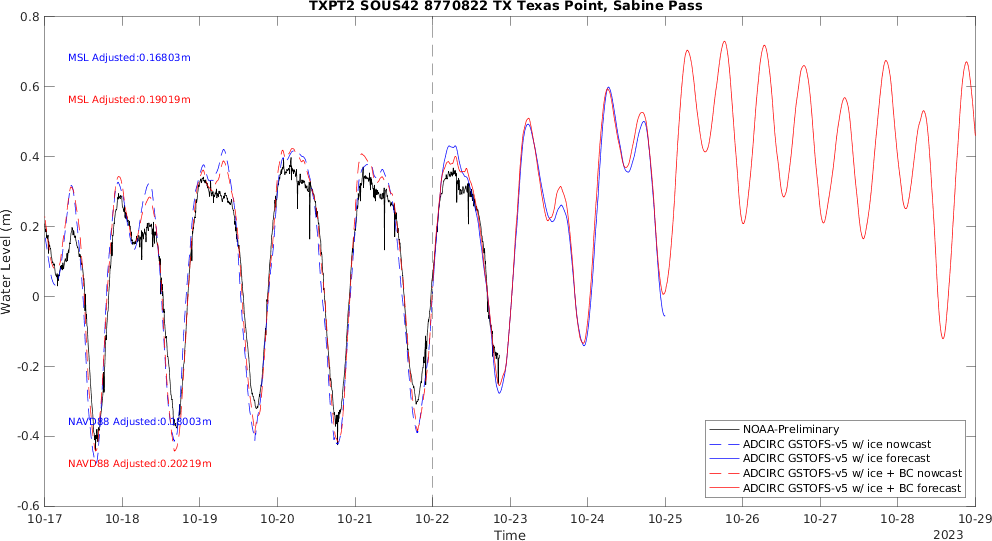 TXPT2 SOUS42 8770822 TX Texas Point, Sabine Pass
0.8
0.6
0.4
0.2
0
-0.2
-0.4
-0.6
Water Level (m)
MSL Adjusted:0.16803m
MSL Adjusted:0.19019m
NAVD88 Adjusted:0.18003m
NAVD88 Adjusted:0.20219m
NOAA-Preliminary
ADCIRC GSTOFS-v5 w/ ice nowcast
ADCIRC GSTOFS-v5 w/ ice forecast
ADCIRC GSTOFS-v5 w/ ice + BC nowcast
ADCIRC GSTOFS-v5 w/ ice + BC forecast
10-17 10-18 10-19 10-20 10-21 10-22 10-23 10-24 10-25 10-26 10-27 10-28 10-29
Time
2023